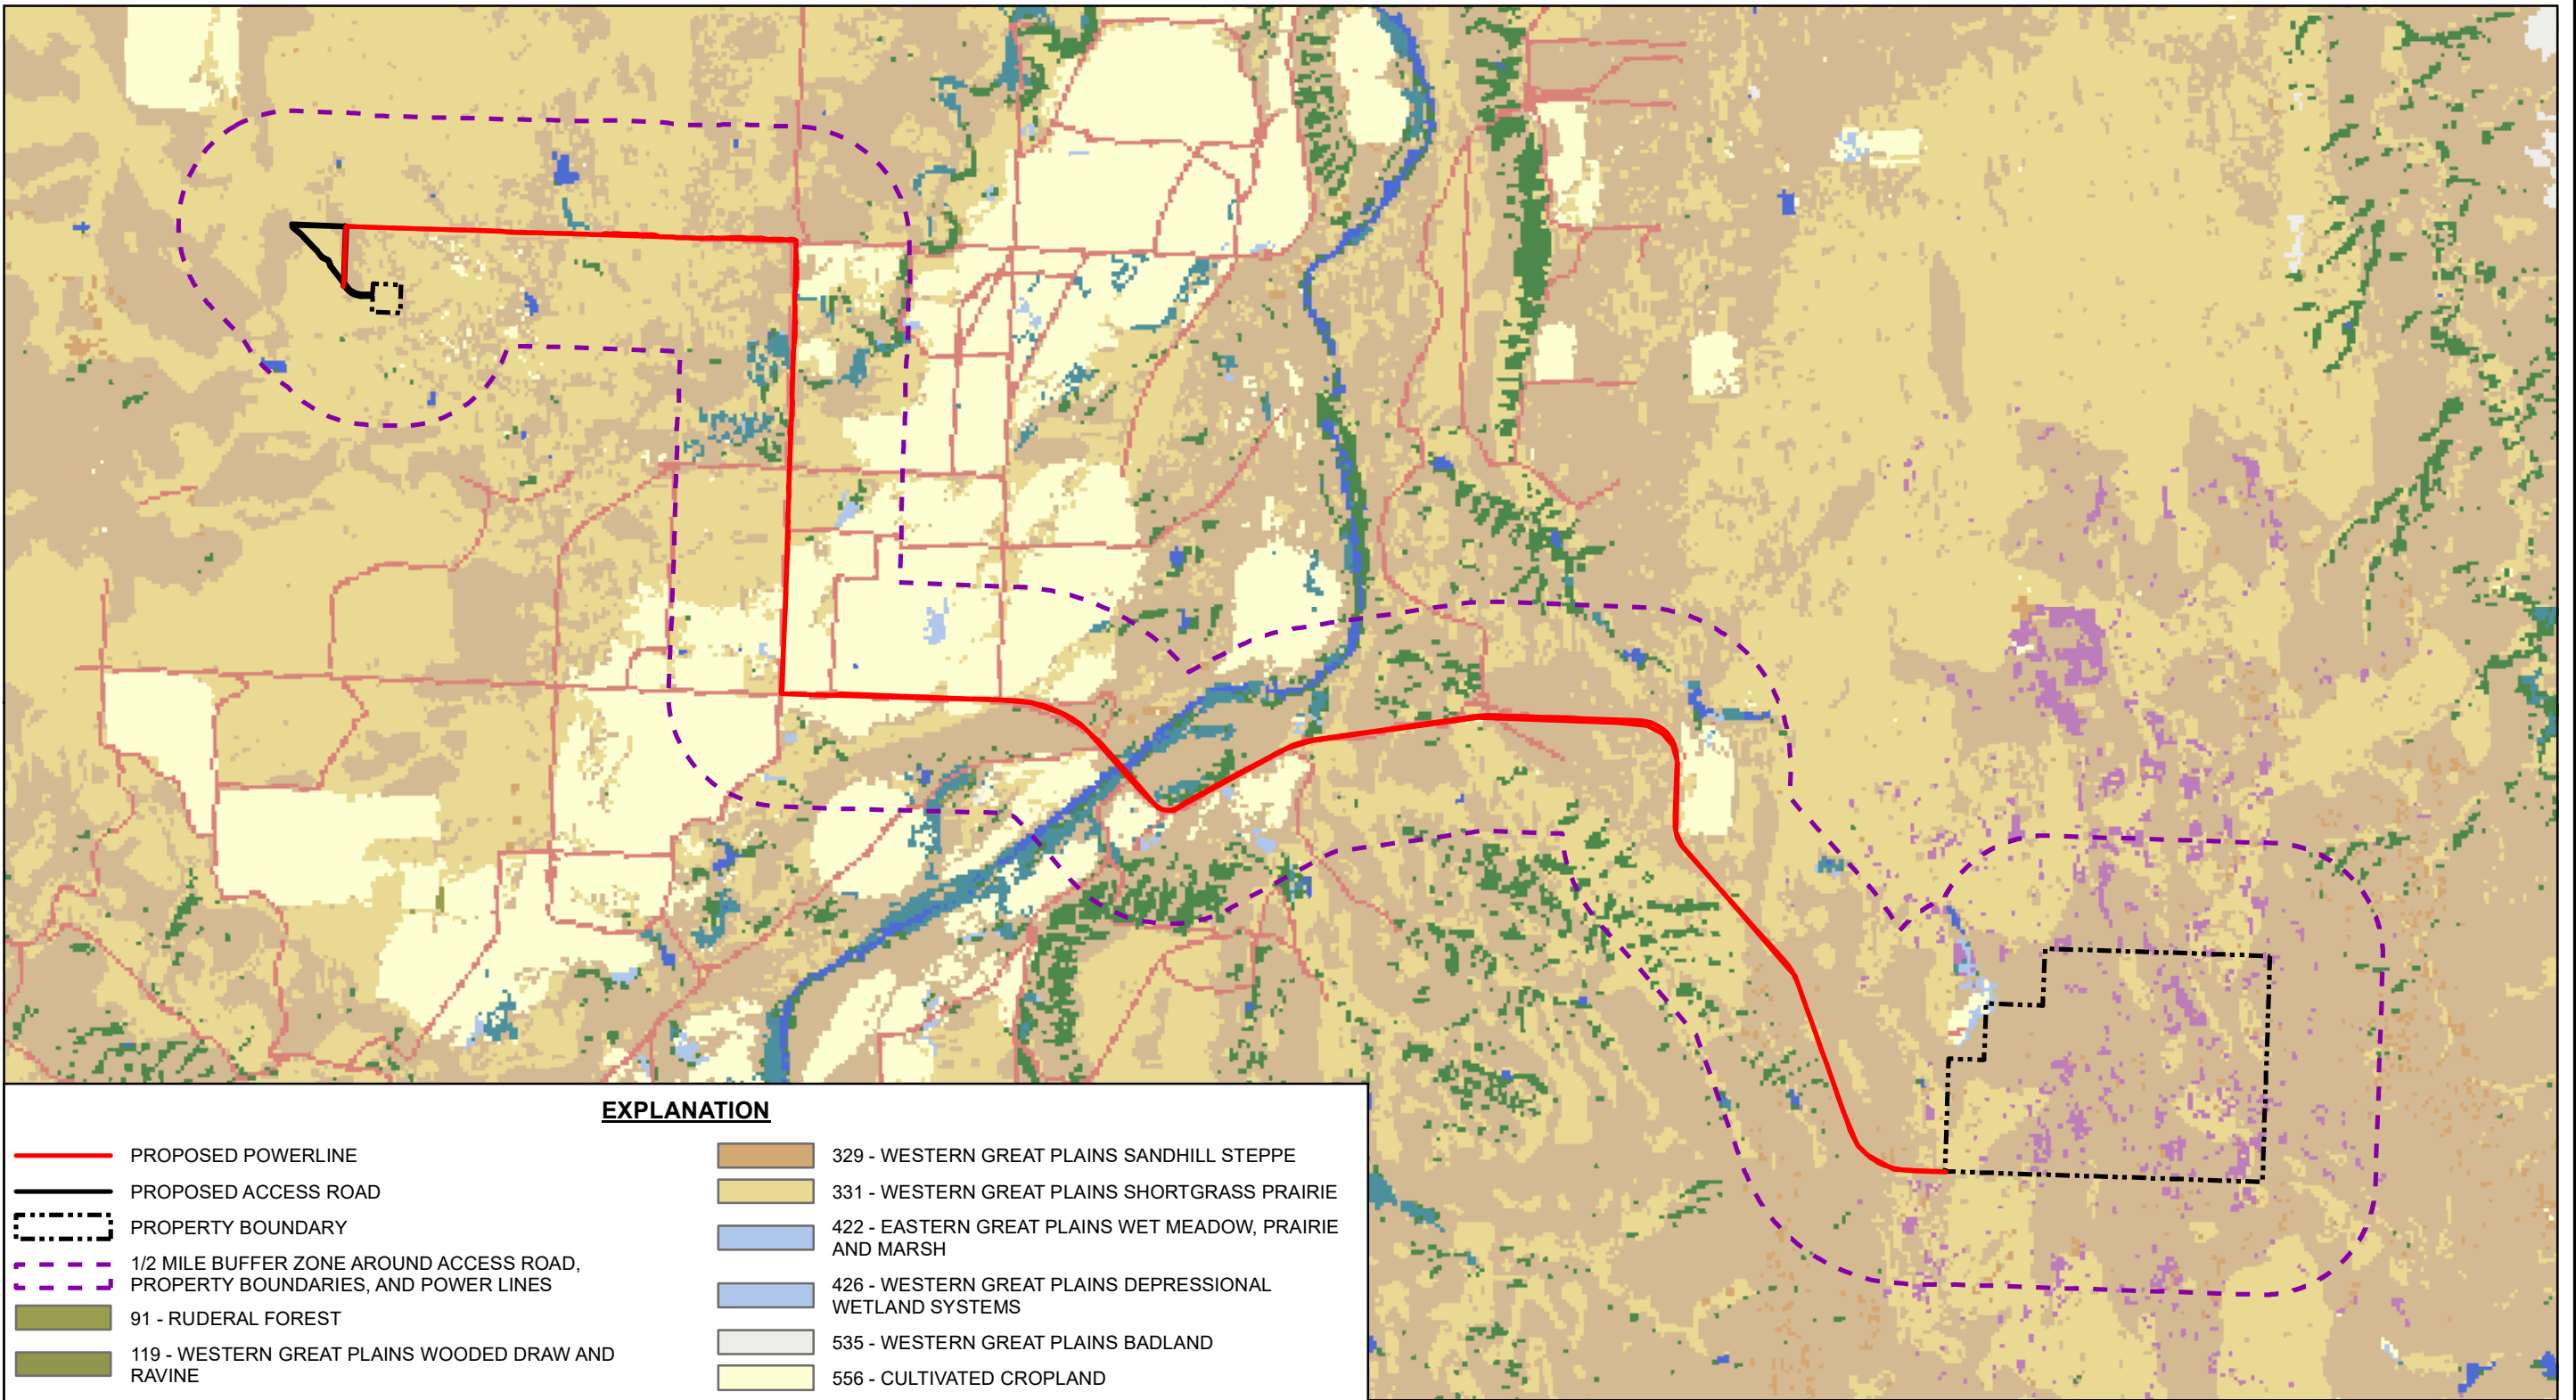 EXPLANATION
PROPOSED POWERLINE
PROPOSED ACCESS ROAD
PROPERTY BOUNDARY
1/2 MILE BUFFER ZONE AROUND ACCESS ROAD,
PROPERTY BOUNDARIES, AND POWER LINES
91 - RUDERAL FOREST
119 - WESTERN GREAT PLAINS WOODED DRAW AND
RAVINE
329 - WESTERN GREAT PLAINS SANDHILL STEPPE
331 - WESTERN GREAT PLAINS SHORTGRASS PRAIRIE
422 - EASTERN GREAT PLAINS WET MEADOW, PRAIRIE
AND MARSH
426 - WESTERN GREAT PLAINS DEPRESSIONAL
WETLAND SYSTEMS
535 - WESTERN GREAT PLAINS BADLAND
556 - CULTIVATED CROPLAND